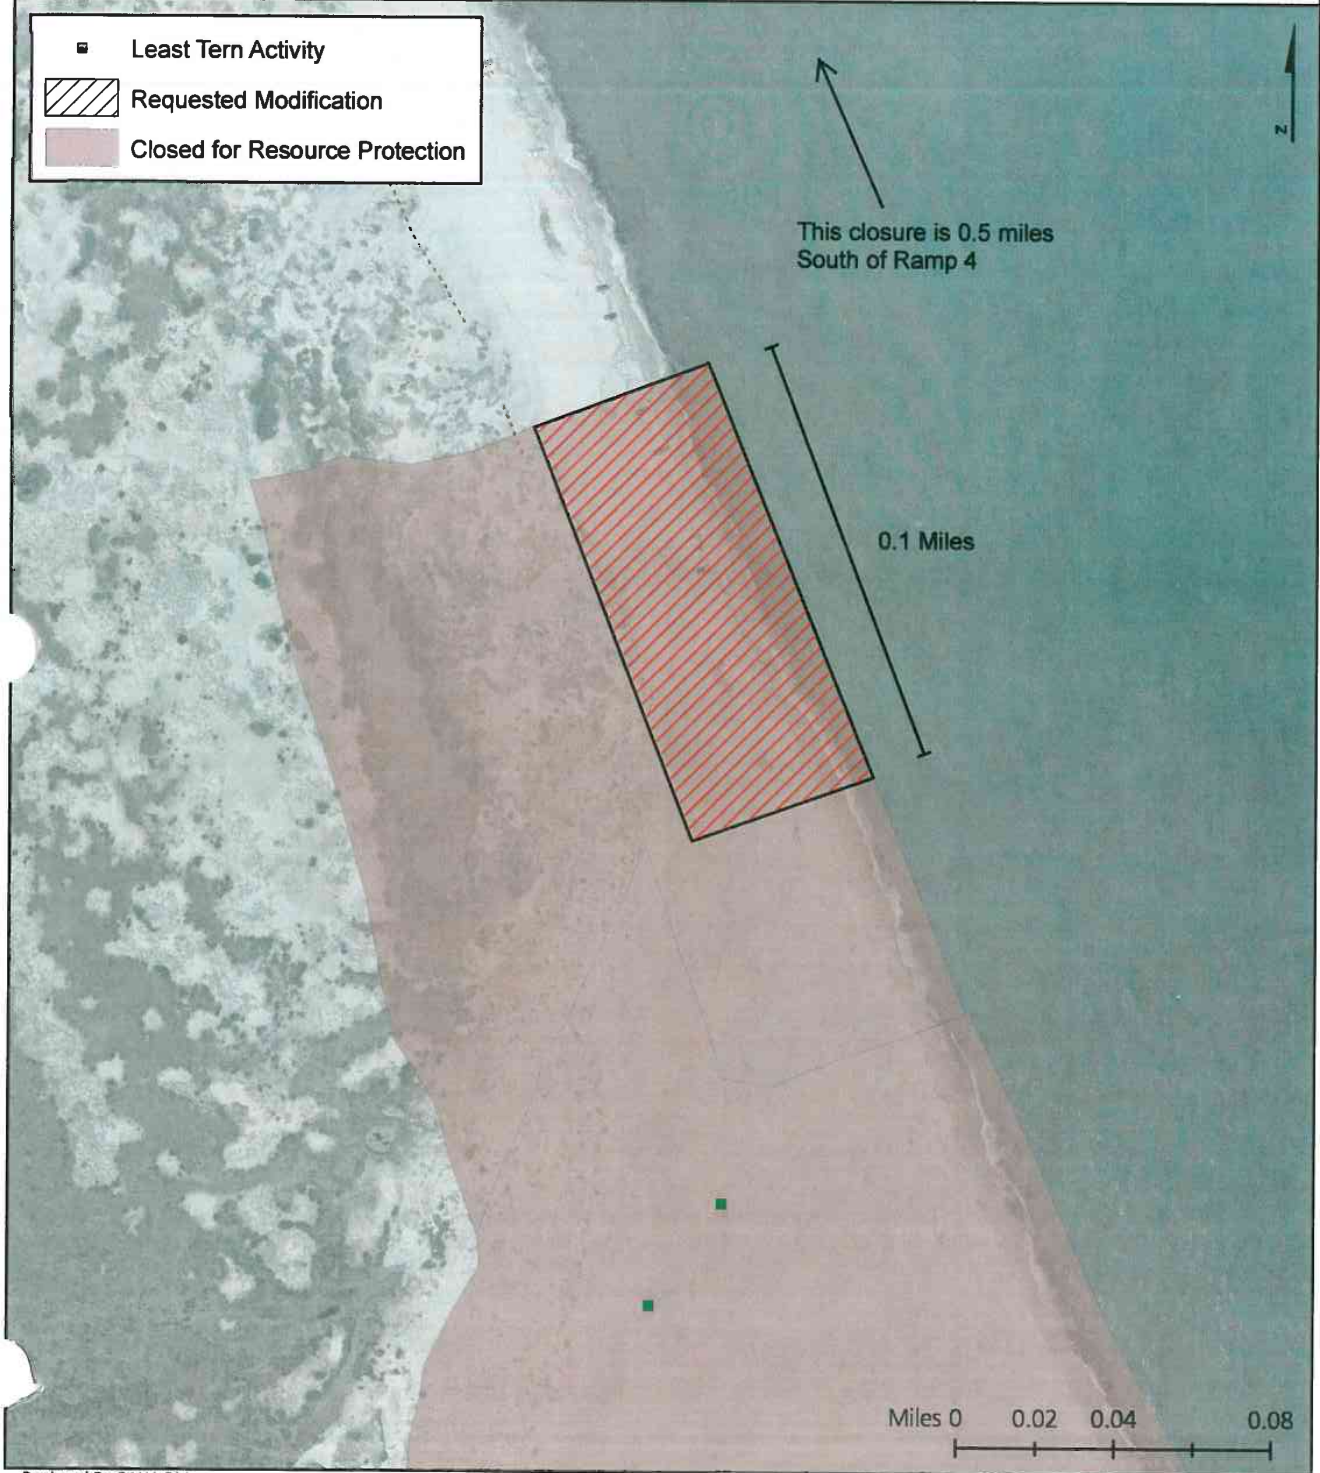 Least Tern Activity
Requested Modification
Closed for Resource Protection
N
This closure is 0.5 miles
South of Ramp 4
0.1 Miles
Miles 0 0.02 0.04 0.08